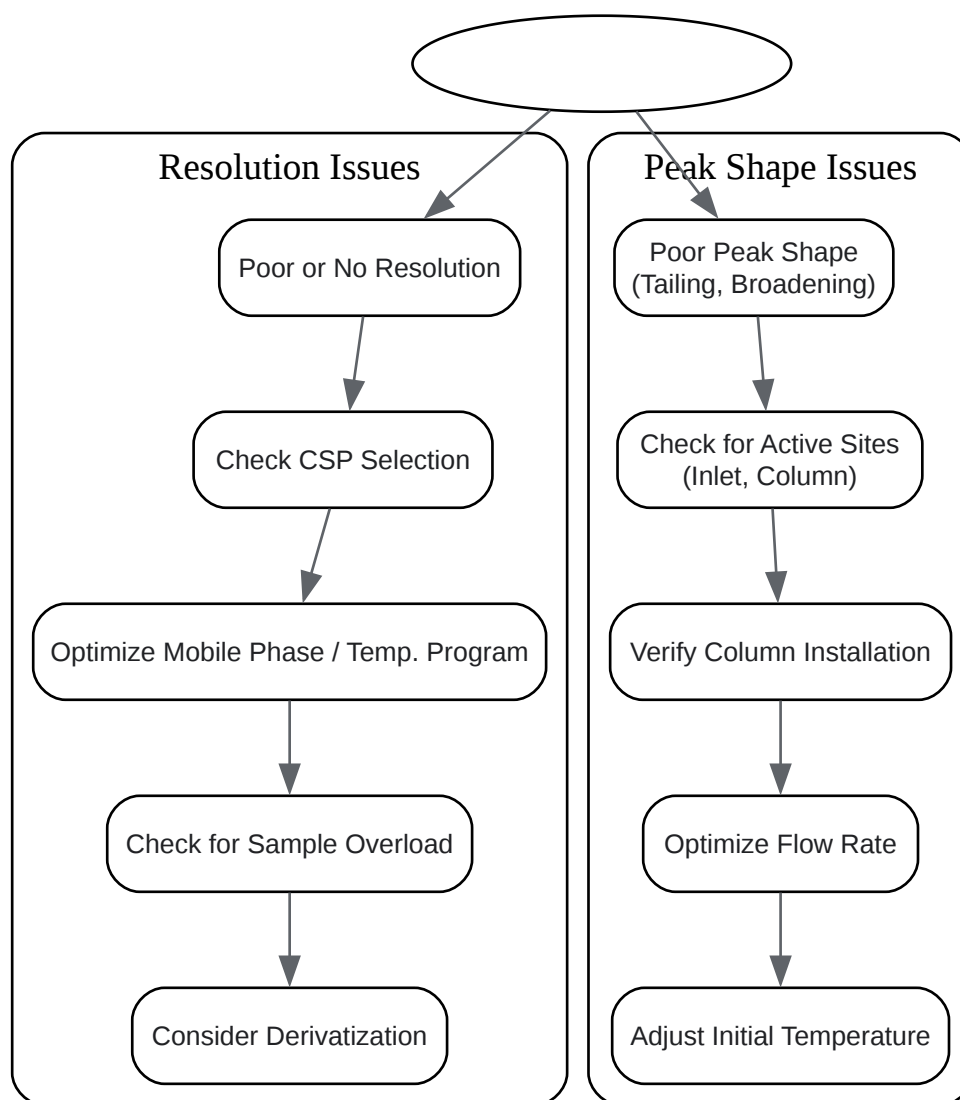 Resolution Issues
Poor or No Resolution
Check CSP Selection
Optimize Mobile Phase / Temp. Program
Check for Sample Overload
Consider Derivatization
Peak Shape Issues
Poor Peak Shape
(Tailing, Broadening)
Check for Active Sites
(Inlet, Column)
Verify Column Installation
Optimize Flow Rate
Adjust Initial Temperature